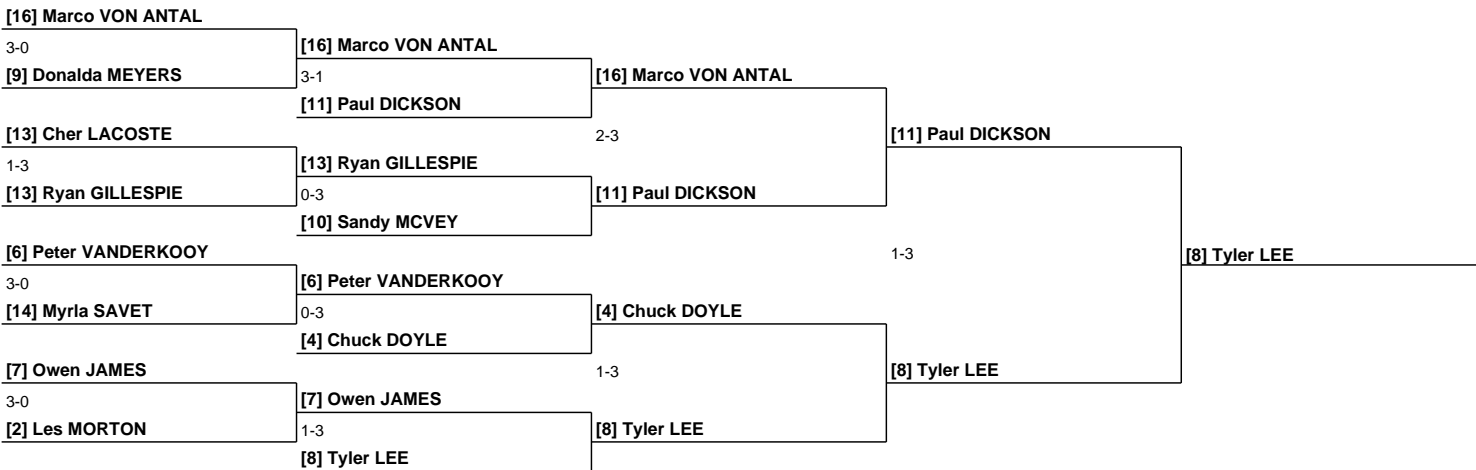 [16] Marco VON ANTAL
3-0
[9] Donalda MEYERS
[16] Marco VON ANTAL
3-1
[11] Paul DICKSON
[16] Marco VON ANTAL
2-3
[11] Paul DICKSON
[13] Cher LACOSTE
1-3
[13] Ryan GILLESPIE
[13] Ryan GILLESPIE
0-3
[10] Sandy MCVEY
[11] Paul DICKSON
[6] Peter VANDERKOOY
3-0
[14] Myrla SAVET
[6] Peter VANDERKOOY
0-3
[4] Chuck DOYLE
[4] Chuck DOYLE
1-3
[8] Tyler LEE
1-3
[8] Tyler LEE
[7] Owen JAMES
3-0
[2] Les MORTON
[7] Owen JAMES
1-3
[8] Tyler LEE
[8] Tyler LEE